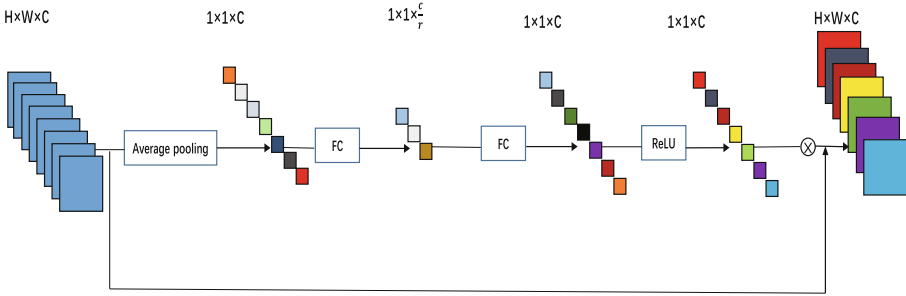 H×W×C
1×1×C
1×1×c/r
1×1×C
1×1×C
H×W×C
Average pooling
FC
FC
ReLU